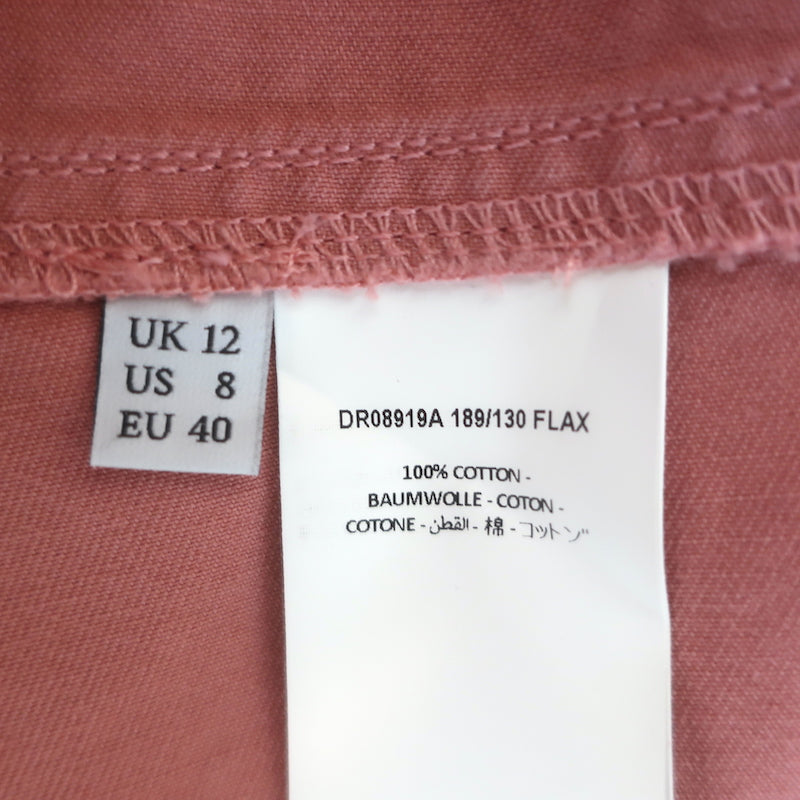 UK 12
US 8
EU 40
DR08919A 189/130 FLAX
100% COTTON -
BAUMWOLLE - COTON -
COTONE - القطن - 棉 - コットン